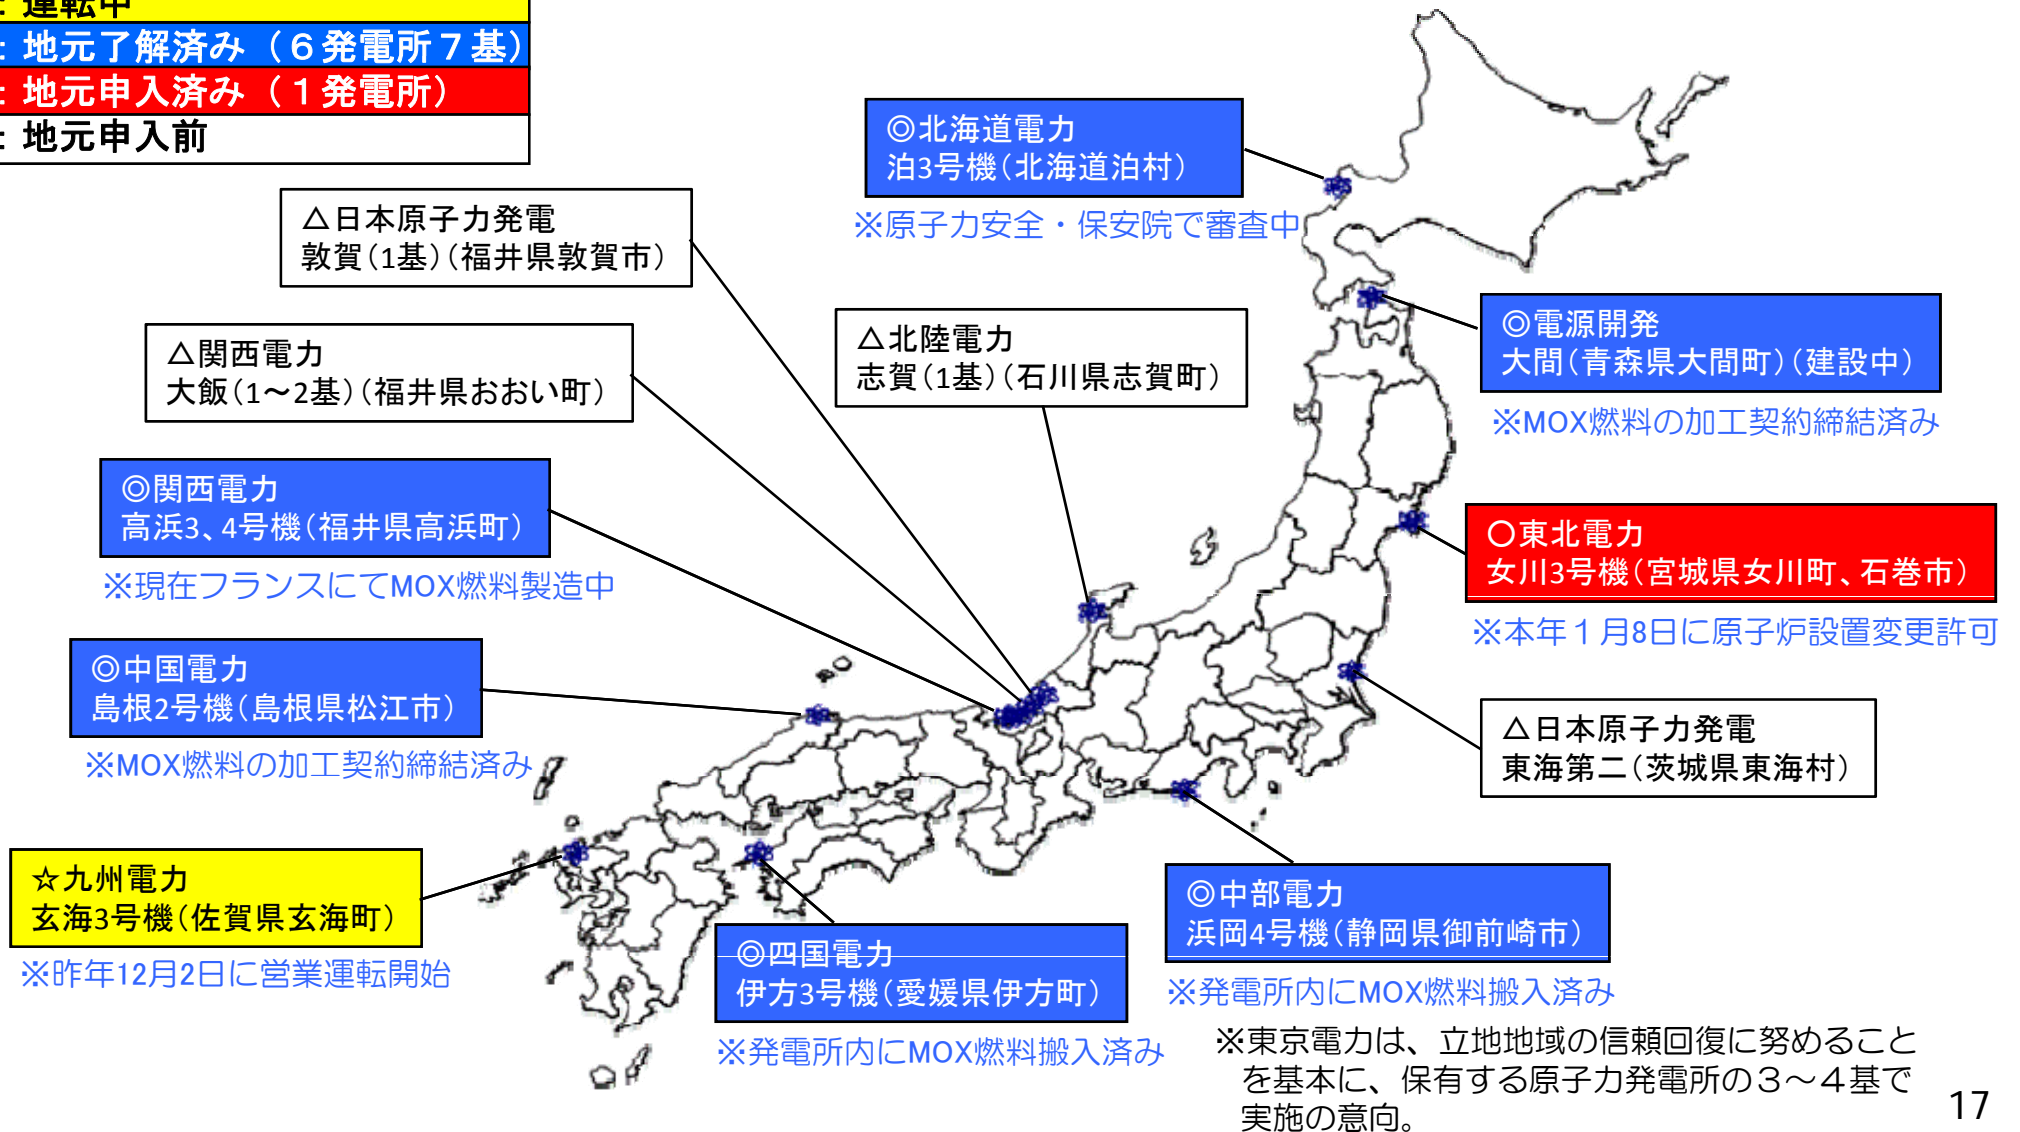 : 運転中
: 地元了解済み（６発電所７基）
: 地元申入済み（１発電所）
: 地元申入前
◎北海道電力
泊3号機（北海道泊村）
※原子力安全・保安院で審査中
△日本原子力発電
敦賀（1基）（福井県敦賀市）
◎電源開発
大間（青森県大間町）（建設中）
※MOX燃料の加工契約締結済み
△関西電力
大飯（1～2基）（福井県おおい町）
△北陸電力
志賀（1基）（石川県志賀町）
◎関西電力
高浜3、4号機（福井県高浜町）
※現在フランスにてMOX燃料製造中
○東北電力
女川3号機（宮城県女川町、石巻市）
※本年１月8日に原子炉設置変更許可
◎中国電力
島根2号機（島根県松江市）
※MOX燃料の加工契約締結済み
△日本原子力発電
東海第二（茨城県東海村）
☆九州電力
玄海3号機（佐賀県玄海町）
※昨年12月2日に営業運転開始
◎四国電力
伊方3号機（愛媛県伊方町）
※発電所内にMOX燃料搬入済み
◎中部電力
浜岡4号機（静岡県御前崎市）
※発電所内にMOX燃料搬入済み
※東京電力は、立地地域の信頼回復に努めること
を基本に、保有する原子力発電所の３～４基で
実施の意向。
17